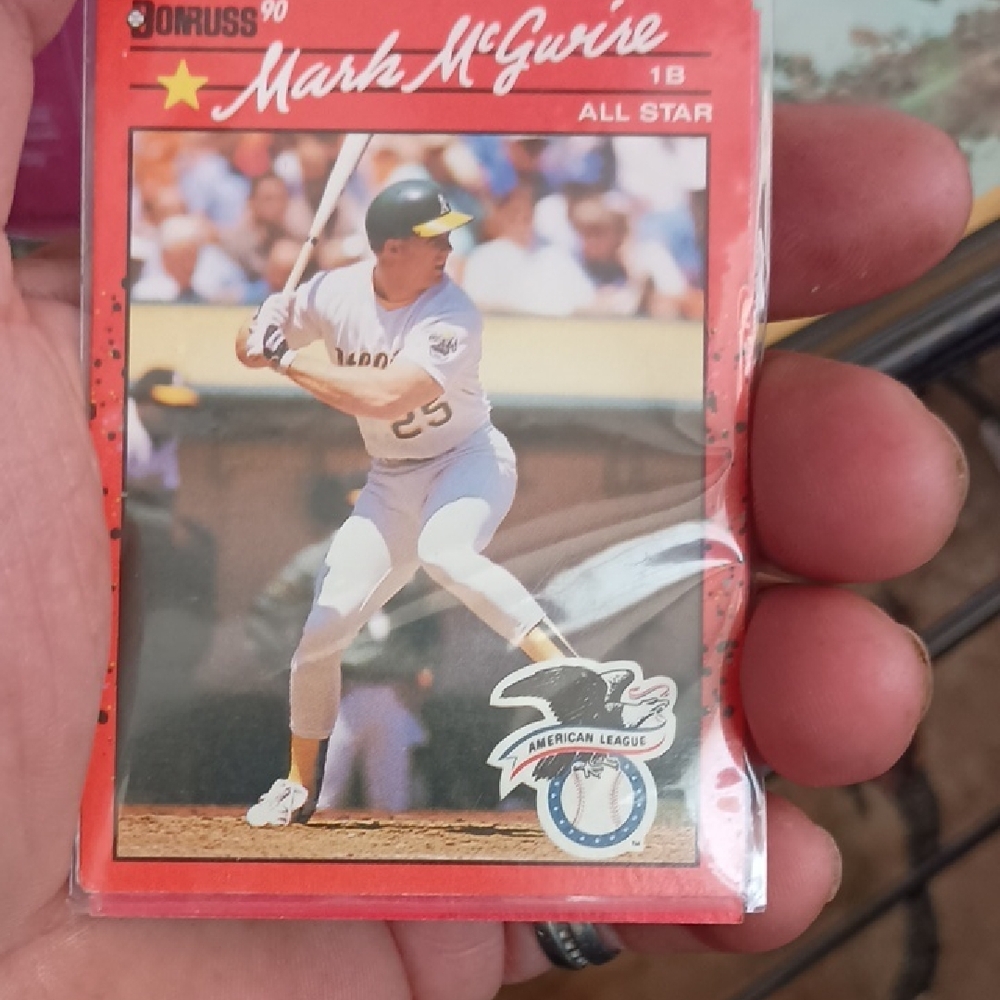 DONRUSS 90
Mark McGwire
1B
ALL STAR
25
AMERICAN LEAGUE